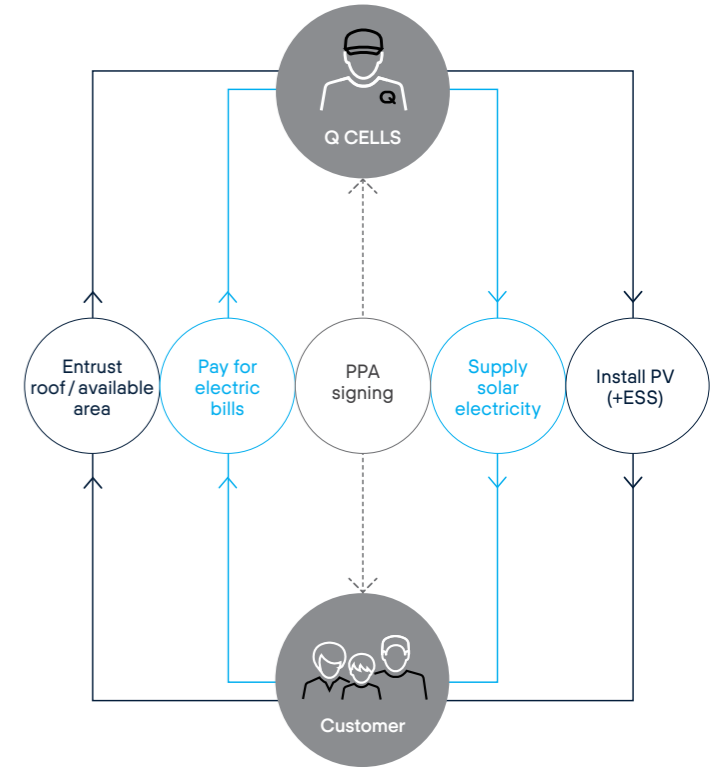 Q
Q CELLS
Entrust
roof / available
area
Pay for
electric
bills
PPA
signing
Supply
solar
electricity
Install PV
(+ESS)
Customer